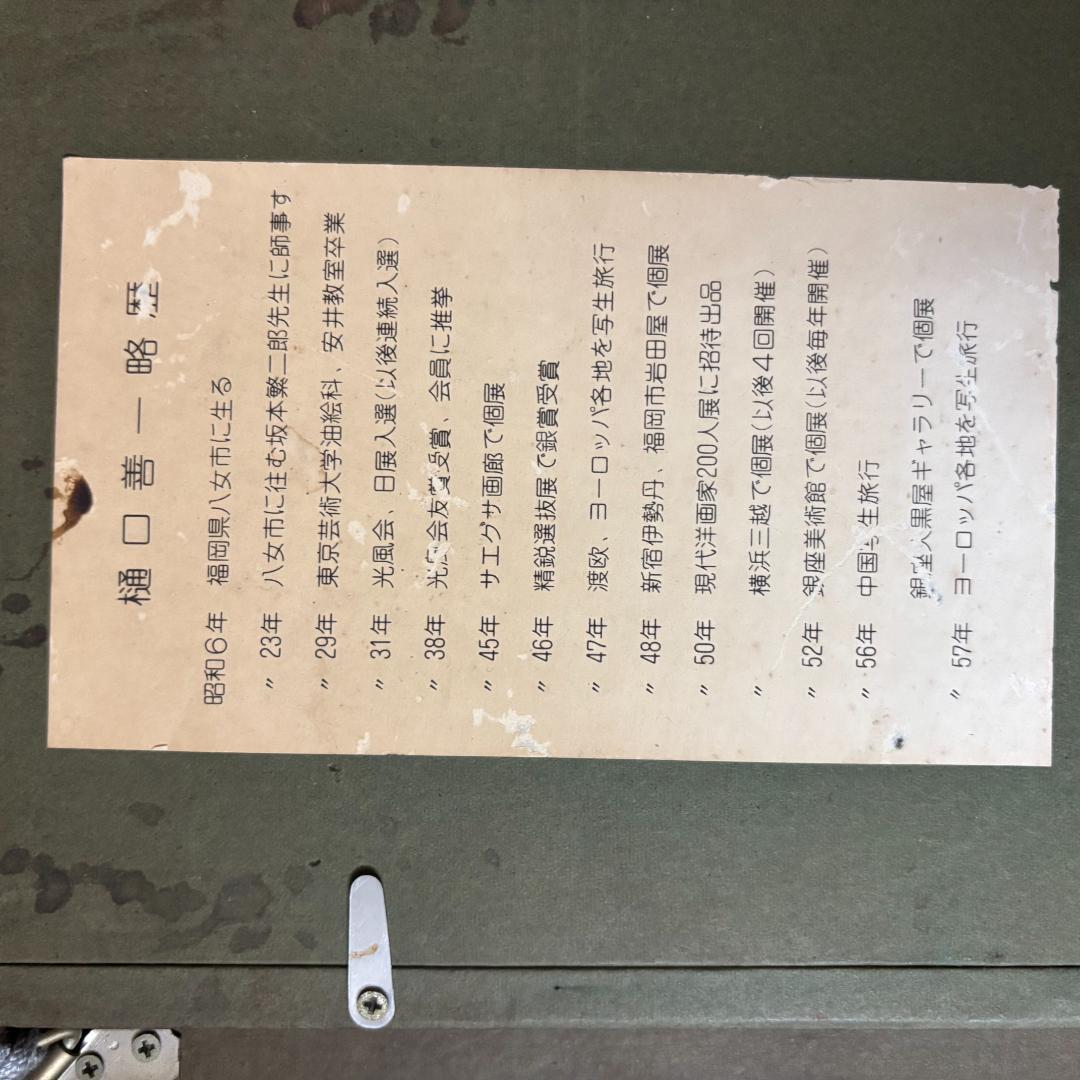 樋口善一略歴
昭和6年 福岡県八女市に生る
〃 23年 八女市に住む坂本繁二郎先生に師事す
〃 29年 東京芸術大学油絵科、安井教室卒業
〃 31年 光風会、日展入選(以後連続入選)
〃 38年 光風会友賞受賞、会員に推挙
〃 45年 サエグサ画廊で個展
〃 46年 精鋭選抜展で銀賞受賞
〃 47年 渡欧、ヨーロッパ各地を写生旅行
〃 48年 新宿伊勢丹、福岡市岩田屋で個展
〃 50年 現代洋画家200人展に招待出品
〃 横浜三越で個展(以後4回開催)
〃 52年 銀座美術館で個展(以後毎年開催)
〃 56年 中国写生旅行
銀座大黒屋ギャラリーで個展
〃 57年 ヨーロッパ各地を写生旅行